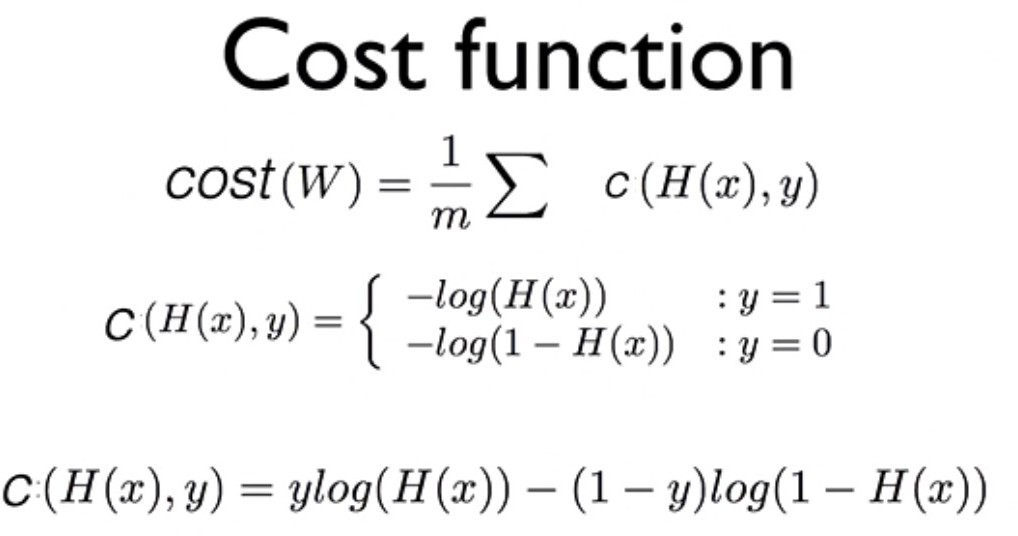 Cost function
cost(W) = 1/m ∑ c(H(x), y)
C(H(x), y) = { −log(H(x)) : y = 1
−log(1 − H(x)) : y = 0
C:(H(x), y) = ylog(H(x)) − (1 − y)log(1 − H(x))